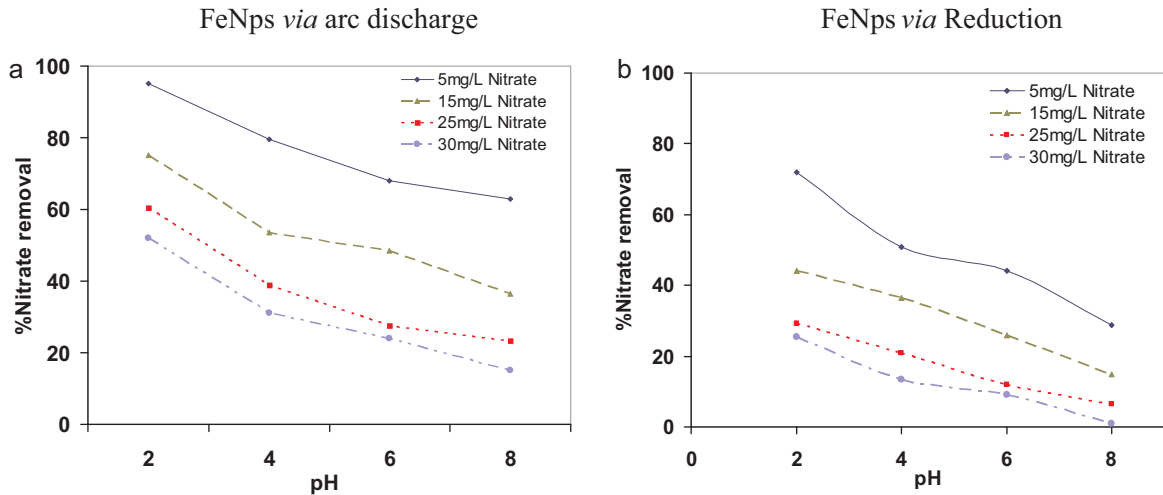 FeNps via arc discharge
FeNps via Reduction
a
%Nitrate removal
100
80
60
40
20
0
2
4
6
8
pH
5mg/L Nitrate
15mg/L Nitrate
25mg/L Nitrate
30mg/L Nitrate
b
%Nitrate removal
100
80
60
40
20
0
0
2
4
6
8
pH
5mg/L Nitrate
15mg/L Nitrate
25mg/L Nitrate
30mg/L Nitrate